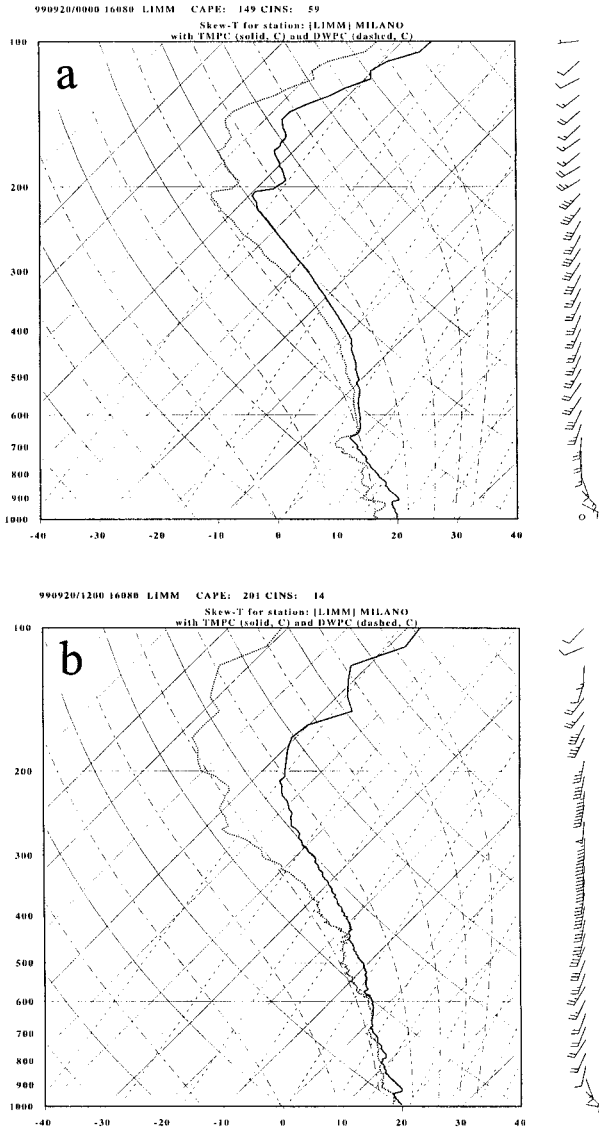 990920/0000 16080 LIMM CAPE: 149 CINS: 59
Skew-T for station: [LIMM] MILANO
with TMPC (solid, C) and DWPC (dashed, C)
a
100
200
300
400
500
600
700
800
900
1000
-40 -30 -20 -10 0 10 20 30 40
990920/1200 16080 LIMM CAPE: 201 CINS: 14
Skew-T for station: [LIMM] MILANO
with TMPC (solid, C) and DWPC (dashed, C)
b
100
200
300
400
500
600
700
800
900
1000
-40 -30 -20 -10 0 10 20 30 40